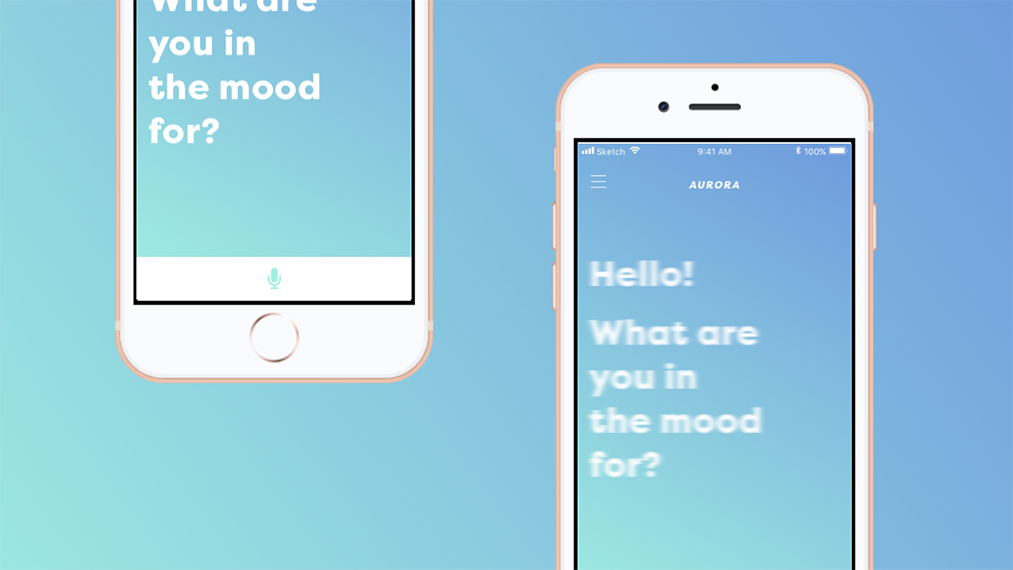 What are
you in
the mood
for?
Sketch 9:41 AM 100%
AURORA
Hello!
What are
you in
the mood
for?